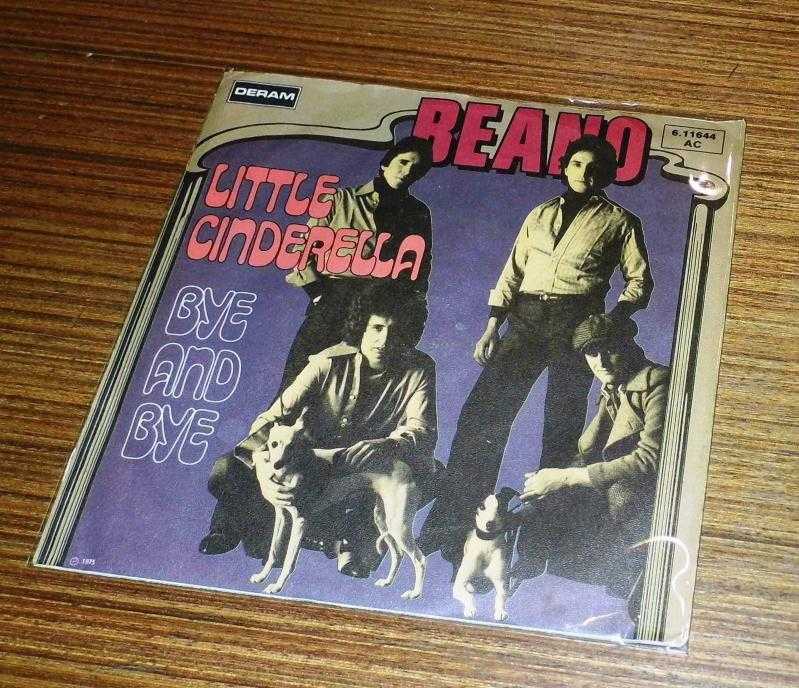 DERAM
BEANO
6.11644
AC
LITTLE
CINDERELLA
BYE
AND
BYE
℗ 1975